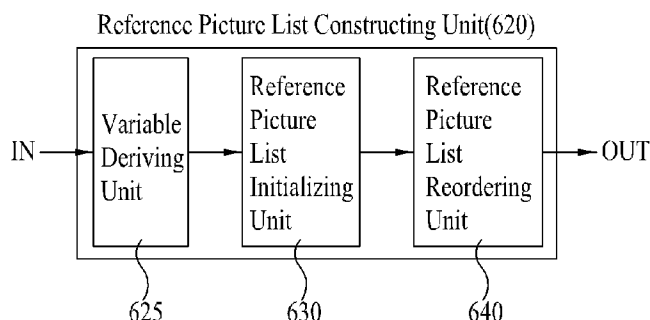 Reference Picture List Constructing Unit(620)
IN
Variable
Deriving
Unit
Reference
Picture
List
Initializing
Unit
Reference
Picture
List
Reordering
Unit
OUT
625
630
640